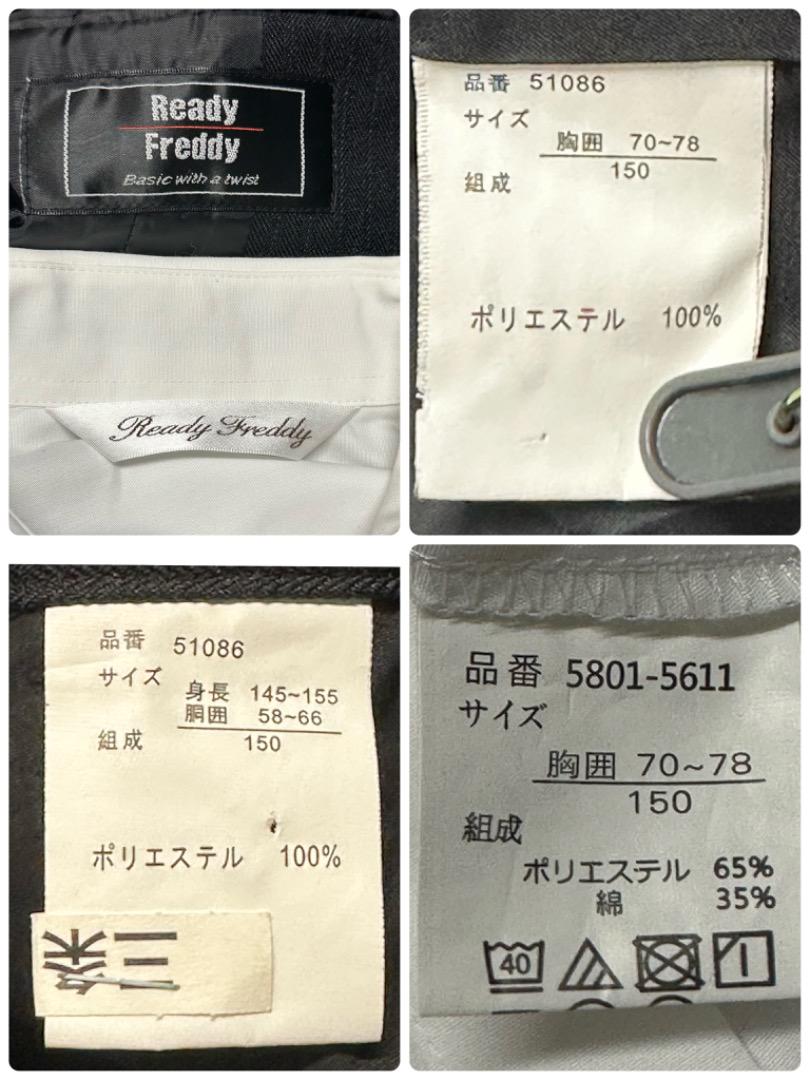 Ready
Freddy
Basic with a twist
Ready Freddy
品番 51086
サイズ
胸囲 70~78
150
組成
ポリエステル 100%
品番 51086
サイズ
身長 145~155
胴囲 58~66
150
組成
ポリエステル 100%
品番 5801-5611
サイズ
胸囲 70~78
150
組成
ポリエステル 65%
綿 35%
40